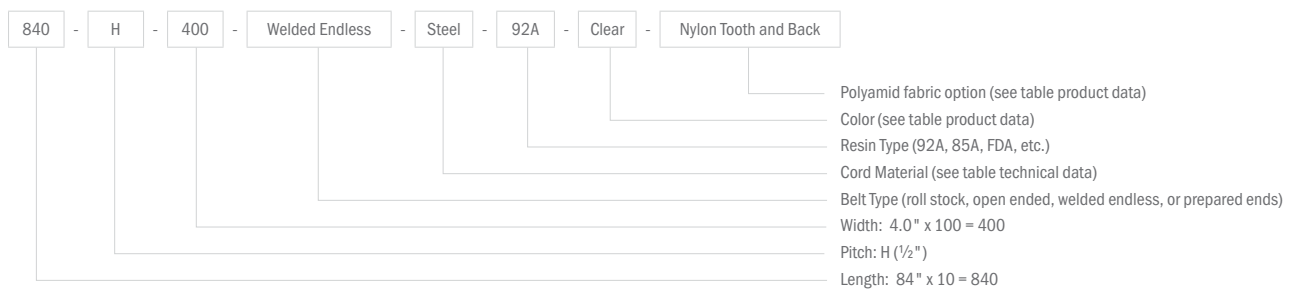 840 - H - 400 - Welded Endless - Steel - 92A - Clear - Nylon Tooth and Back
Polyamid fabric option (see table product data)
Color (see table product data)
Resin Type (92A, 85A, FDA, etc.)
Cord Material (see table technical data)
Belt Type (roll stock, open ended, welded endless, or prepared ends)
Width: 4.0" x 100 = 400
Pitch: H (½")
Length: 84" x 10 = 840